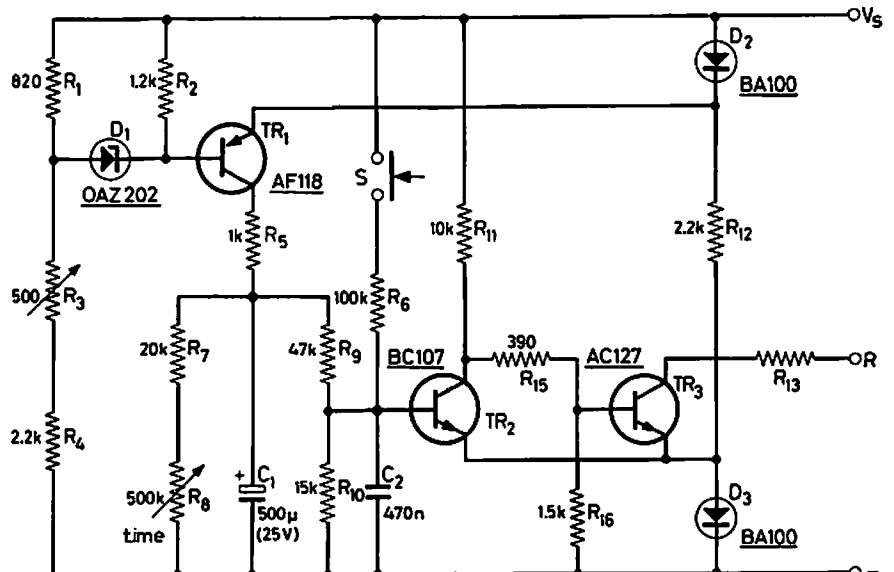 Vs
D2
BA100
820 R1
1.2k R2
D1
OAZ202
TR1
AF118
S
1k R5
10k R11
2.2k R12
500 R3
100k R6
20k R7
47k R9
BC107
390
R15
AC127
R13
R
TR2
TR3
2.2k R4
500k R8
time
+ C1
500μ
(25V)
15k R10
C2
470n
1.5k R16
D3
BA100